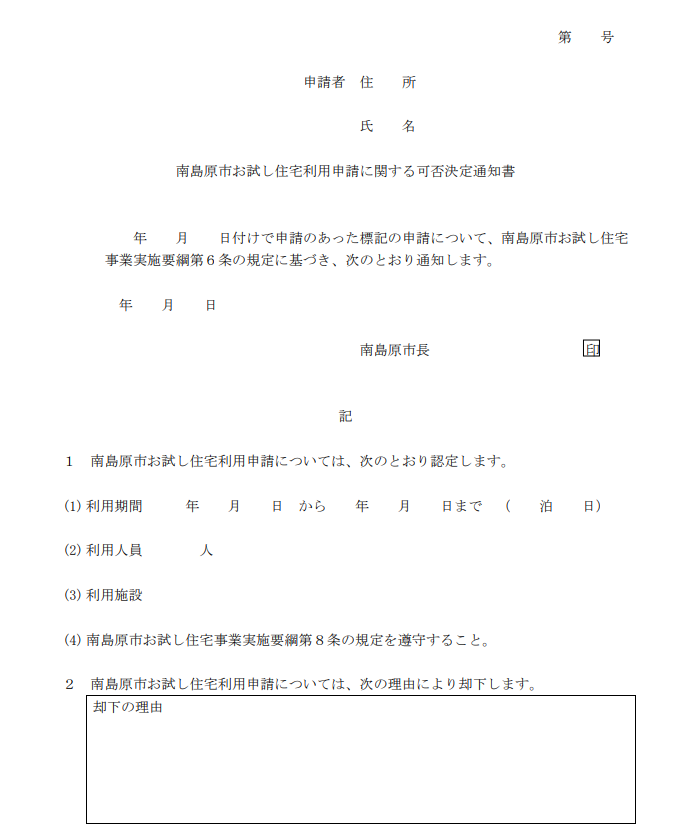 第　　号
申請者　住　　所
氏　　名
南島原市お試し住宅利用申請に関する可否決定通知書
年　　月　　日付けで申請のあった標記の申請について、南島原市お試し住宅
事業実施要綱第６条の規定に基づき、次のとおり通知します。
年　　月　　日
南島原市長　　　　　　　　　　　印
記
１　南島原市お試し住宅利用申請については、次のとおり認定します。
(1) 利用期間　　　年　　月　　日　から　　年　　月　　日まで　（　　泊　　日）
(2) 利用人員　　　　人
(3) 利用施設
(4) 南島原市お試し住宅事業実施要綱第８条の規定を遵守すること。
２　南島原市お試し住宅利用申請については、次の理由により却下します。
却下の理由